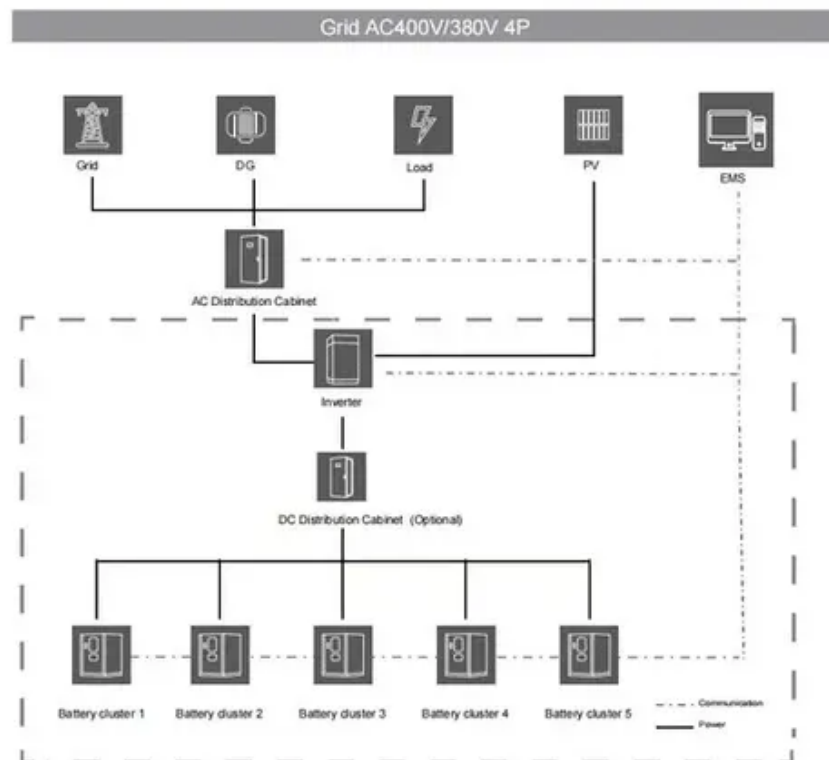 Grid AC400V/380V 4P
Grid
DG
Load
PV
EMS
AC Distribution Cabinet
Inverter
DC Distribution Cabinet (Optional)
Battery cluster 1
Battery cluster 2
Battery cluster 3
Battery cluster 4
Battery cluster 5
Communication
Power